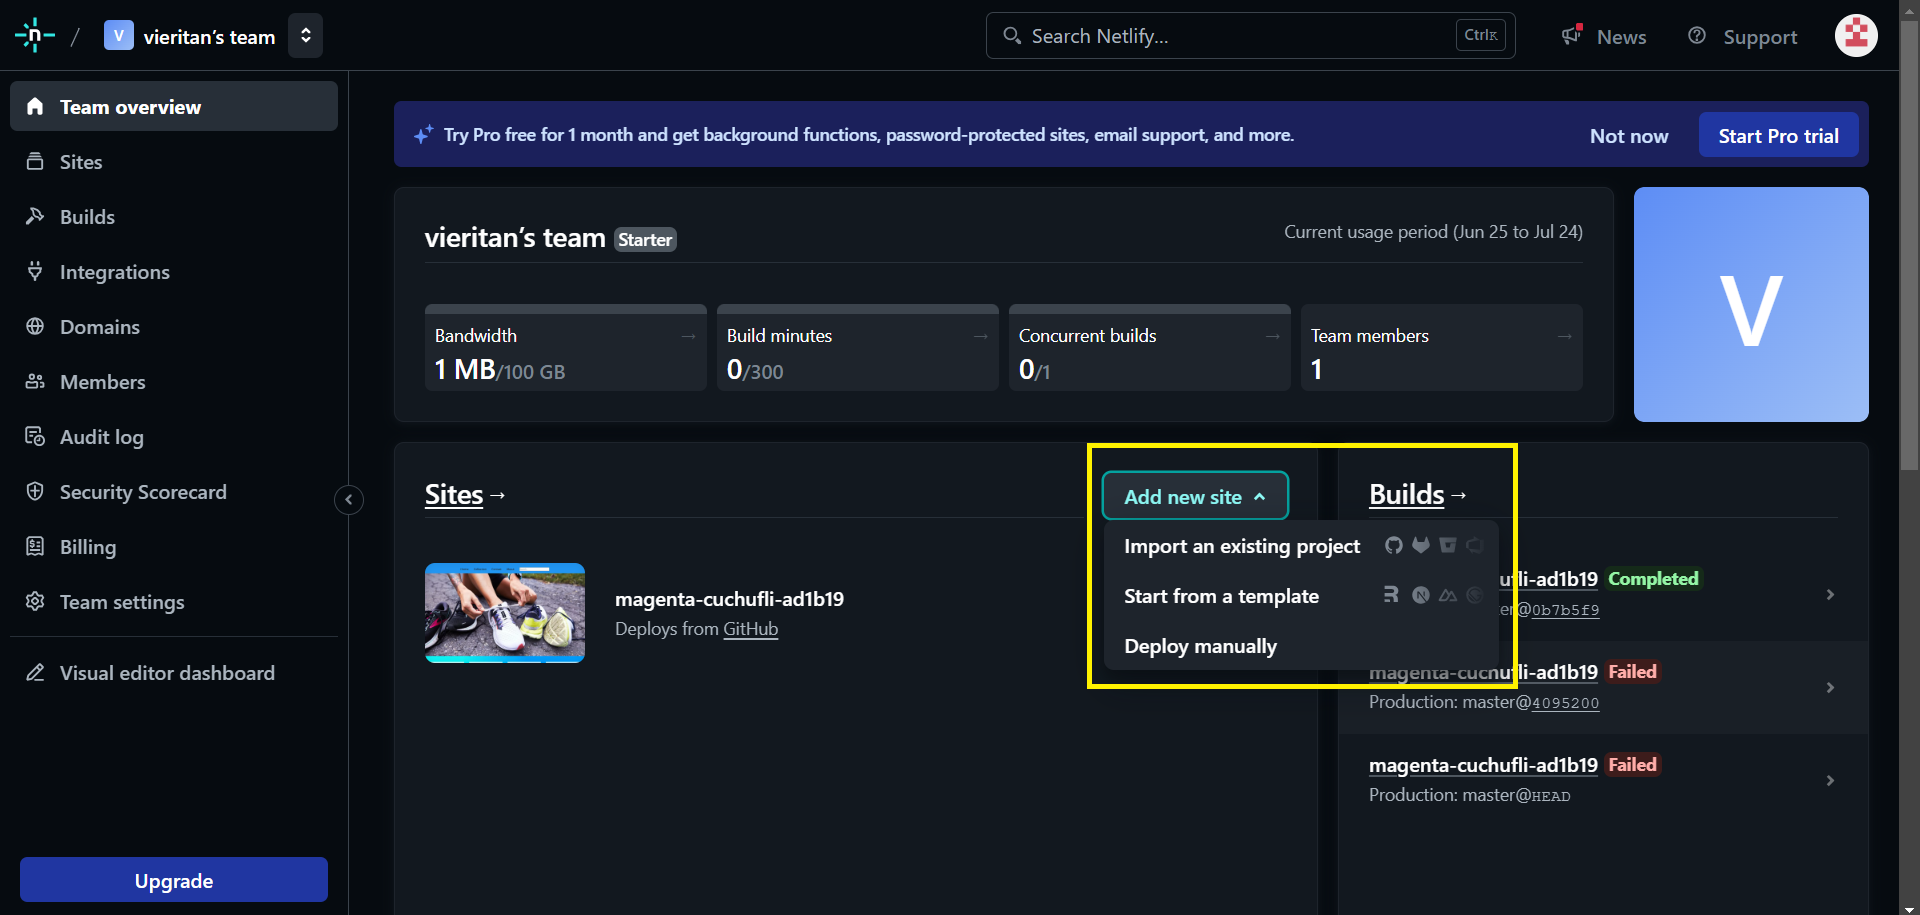 / V vieritan’s team
Search Netlify... CtrlK
News
Support
Team overview
Sites
Builds
Integrations
Domains
Members
Audit log
Security Scorecard
Billing
Team settings
Visual editor dashboard
Upgrade
Try Pro free for 1 month and get background functions, password-protected sites, email support, and more.
Not now
Start Pro trial
vieritan’s team Starter
Current usage period (Jun 25 to Jul 24)
Bandwidth →
1 MB/100 GB
Build minutes →
0/300
Concurrent builds →
0/1
Team members →
1
V
Sites →
Add new site
Import an existing project
Start from a template
Deploy manually
magenta-cuchufli-ad1b19
Deploys from GitHub
Builds →
ufli-ad1b19 Completed
er@0b7b5f9
magenta-cuchufli-ad1b19 Failed
Production: master@4095200
magenta-cuchufli-ad1b19 Failed
Production: master@HEAD